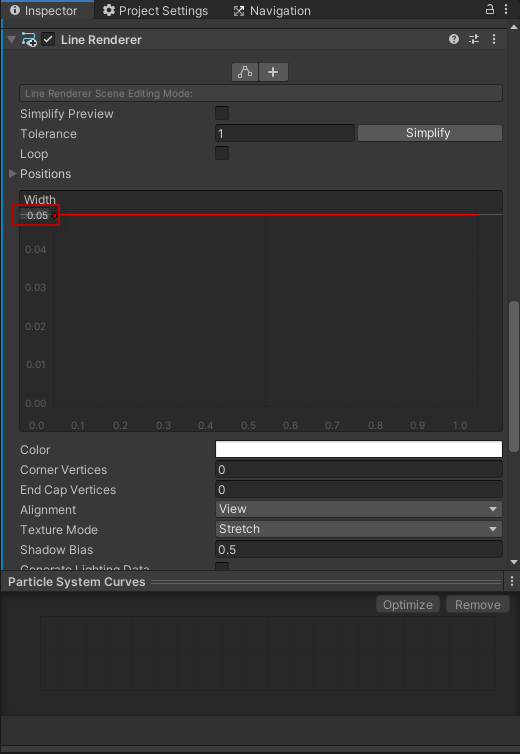 Inspector Project Settings Navigation
Line Renderer
Line Renderer Scene Editing Mode:
Simplify Preview
Tolerance 1 Simplify
Loop
Positions
Width
0.05
0.04
0.03
0.02
0.01
0.00
0.0 0.1 0.2 0.3 0.4 0.5 0.6 0.7 0.8 0.9 1.0
Color
Corner Vertices 0
End Cap Vertices 0
Alignment View
Texture Mode Stretch
Shadow Bias 0.5
Generate Lighting Data
Particle System Curves
Optimize Remove